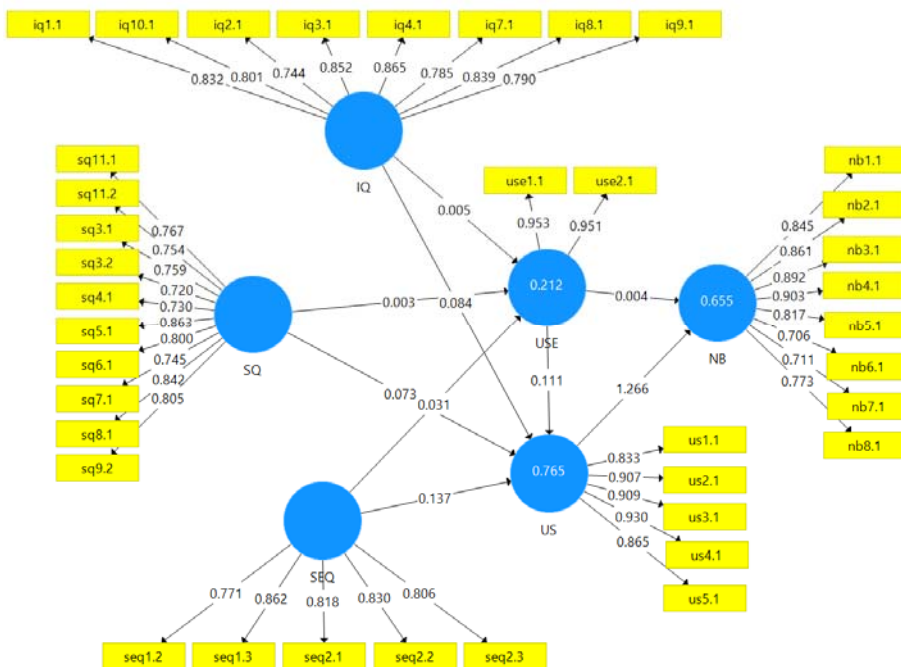 iq1.1 iq10.1 iq2.1 iq3.1 iq4.1 iq7.1 iq8.1 iq9.1
0.832 0.801 0.744 0.852 0.865 0.785 0.839 0.790
IQ
sq11.1
sq11.2
sq3.1
sq3.2
sq4.1
sq5.1
sq6.1
sq7.1
sq8.1
sq9.2
0.767
0.754
0.759
0.720
0.730
0.863
0.800
0.745
0.842
0.805
SQ
0.005
0.084
0.003
0.073
0.031
0.137
use1.1 use2.1
0.953 0.951
0.212
USE
0.004
0.111
1.266
0.655
NB
0.845
0.861
0.892
0.903
0.817
0.706
0.711
0.773
nb1.1
nb2.1
nb3.1
nb4.1
nb5.1
nb6.1
nb7.1
nb8.1
0.765
US
0.833
0.907
0.909
0.930
0.865
us1.1
us2.1
us3.1
us4.1
us5.1
SEQ
0.771 0.862 0.818 0.830 0.806
seq1.2 seq1.3 seq2.1 seq2.2 seq2.3